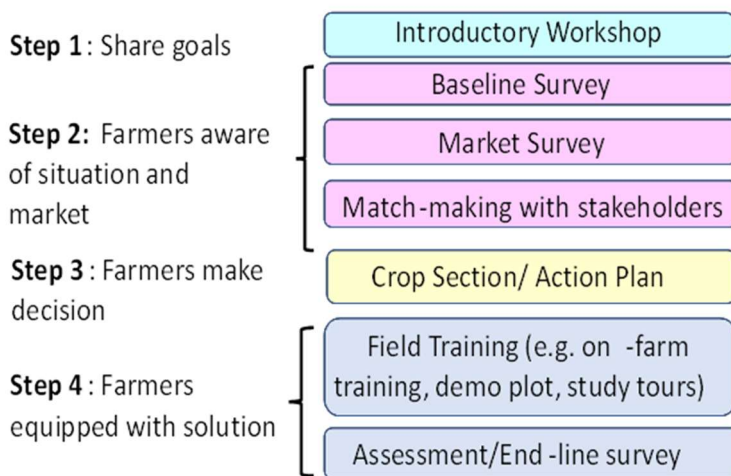 Step 1 : Share goals
Introductory Workshop
Step 2: Farmers aware
of situation and
market
Baseline Survey
Market Survey
Match-making with stakeholders
Step 3 : Farmers make
decision
Crop Section/ Action Plan
Step 4 : Farmers
equipped with solution
Field Training (e.g. on -farm
training, demo plot, study tours)
Assessment/End -line survey